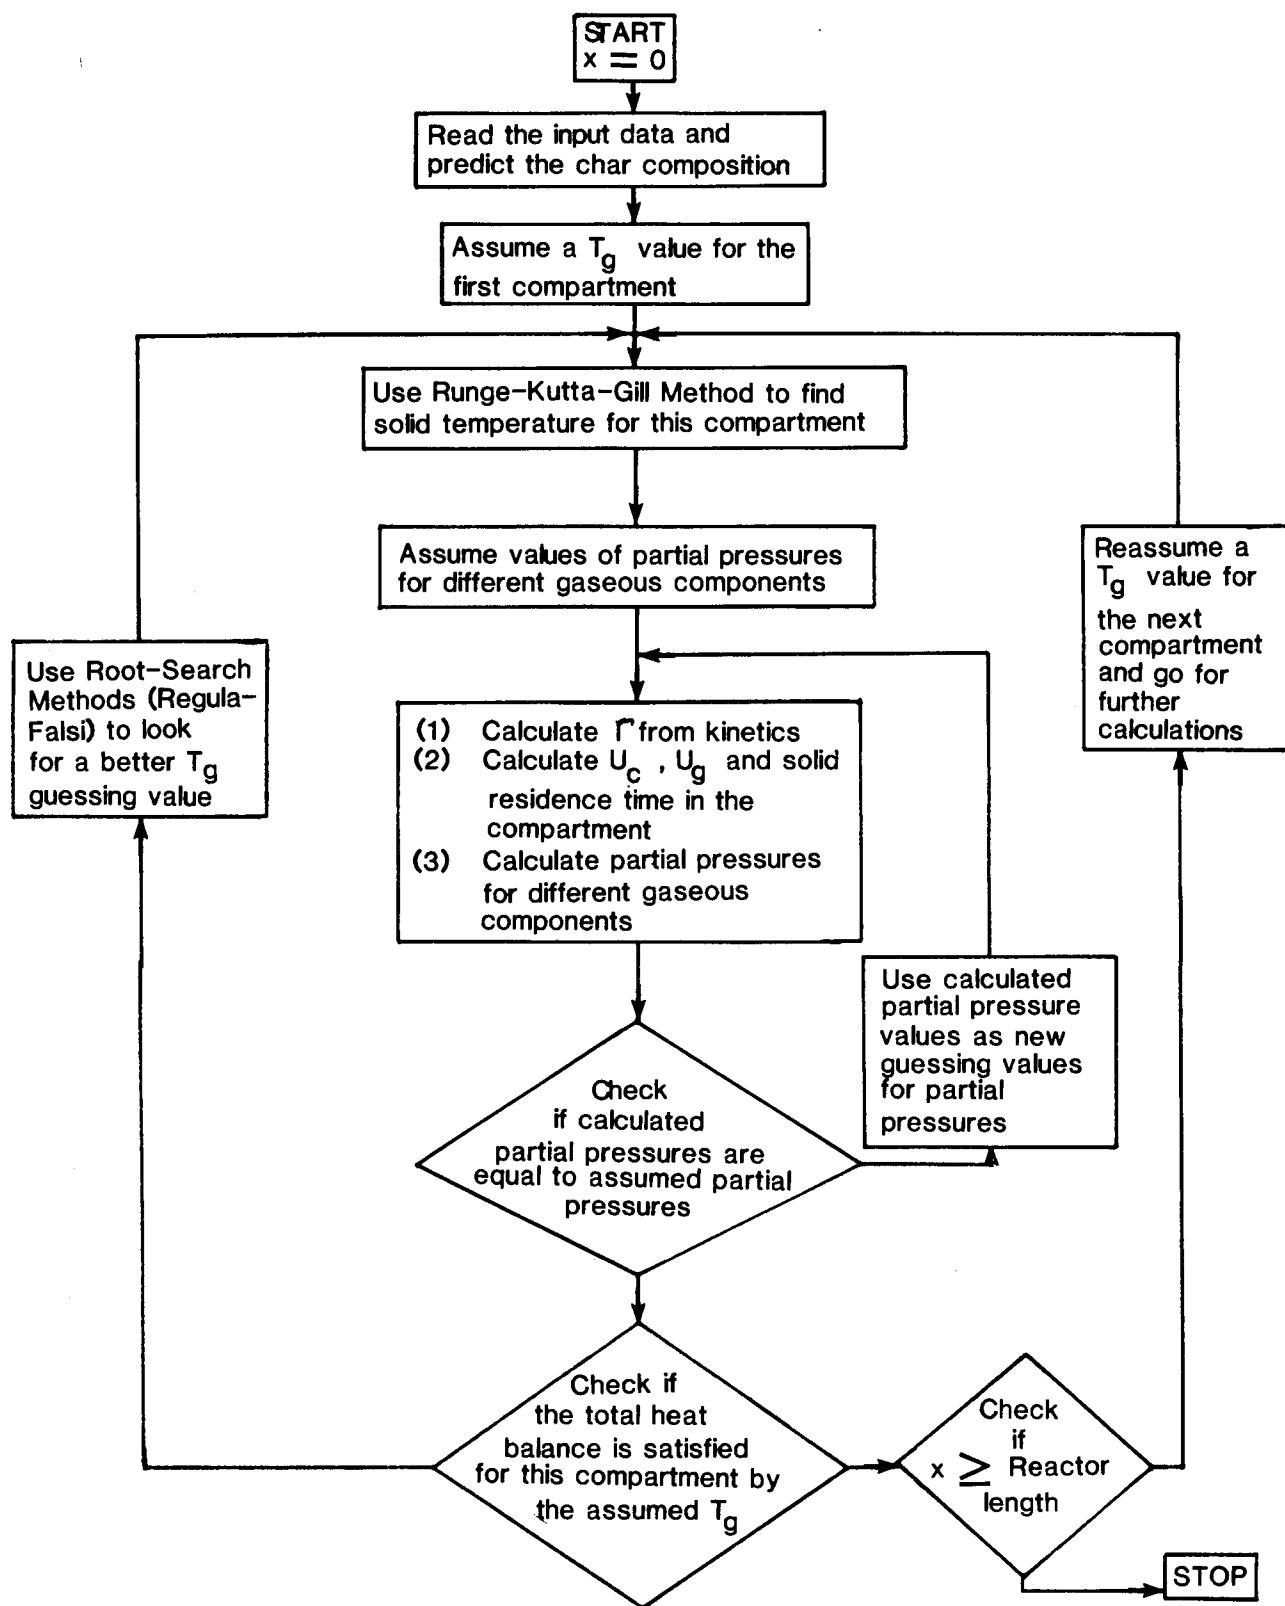 START
x = 0
Read the input data and
predict the char composition
Assume a Tg value for the
first compartment
Use Runge-Kutta-Gill Method to find
solid temperature for this compartment
Assume values of partial pressures
for different gaseous components
Reassume a
Tg value for
the next
compartment
and go for
further
calculations
Use Root-Search
Methods (Regula-
Falsi) to look
for a better Tg
guessing value
(1) Calculate Γ from kinetics
(2) Calculate Uc , Ug and solid
residence time in the
compartment
(3) Calculate partial pressures
for different gaseous
components
Use calculated
partial pressure
values as new
guessing values
for partial
pressures
Check
if calculated
partial pressures are
equal to assumed partial
pressures
Check if
the total heat
balance is satisfied
for this compartment by
the assumed Tg
Check
if
x ≥ Reactor
length
STOP